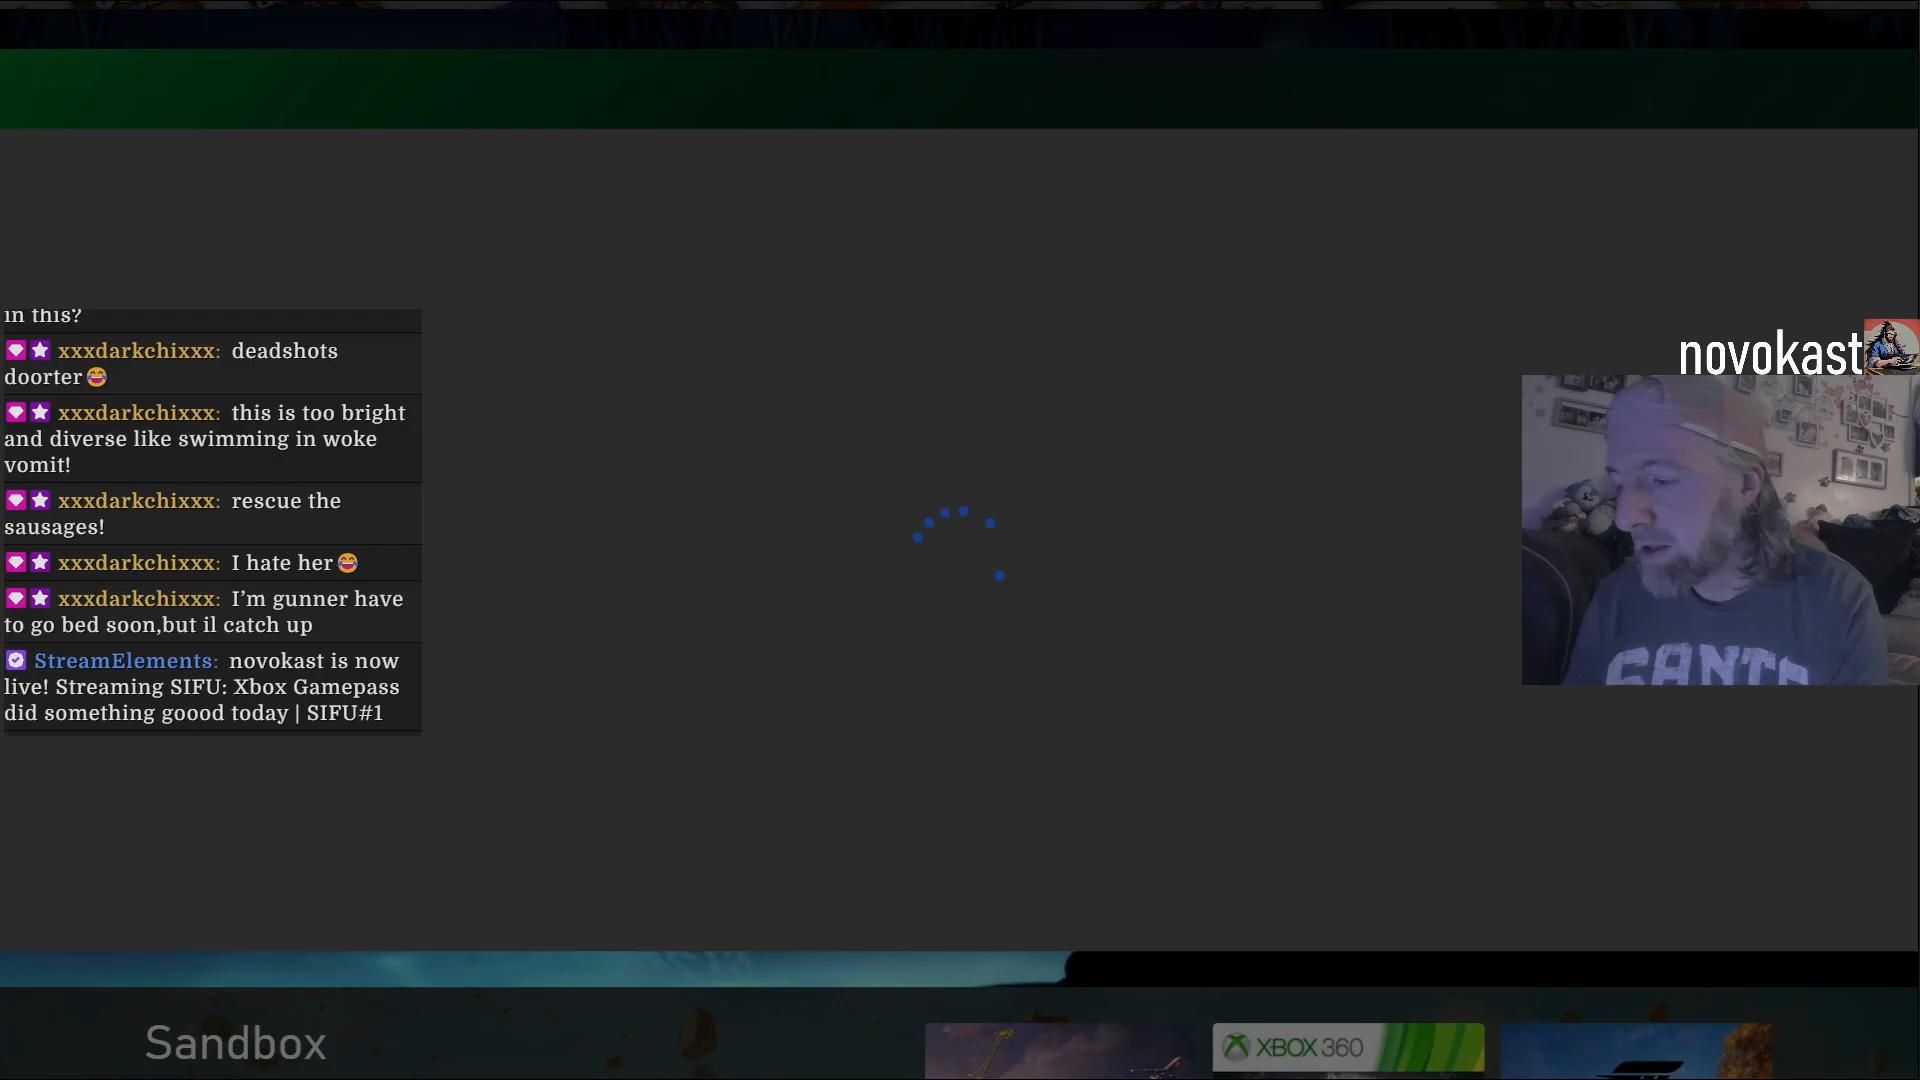 in this?
xxxdarkchixxx: deadshots
doorter😂
xxxdarkchixxx: this is too bright
and diverse like swimming in woke
vomit!
xxxdarkchixxx: rescue the
sausages!
xxxdarkchixxx: I hate her😂
xxxdarkchixxx: I’m gunner have
to go bed soon,but il catch up
StreamElements: novokast is now
live! Streaming SIFU: Xbox Gamepass
did something goood today | SIFU#1
novokast
Sandbox
XBOX 360